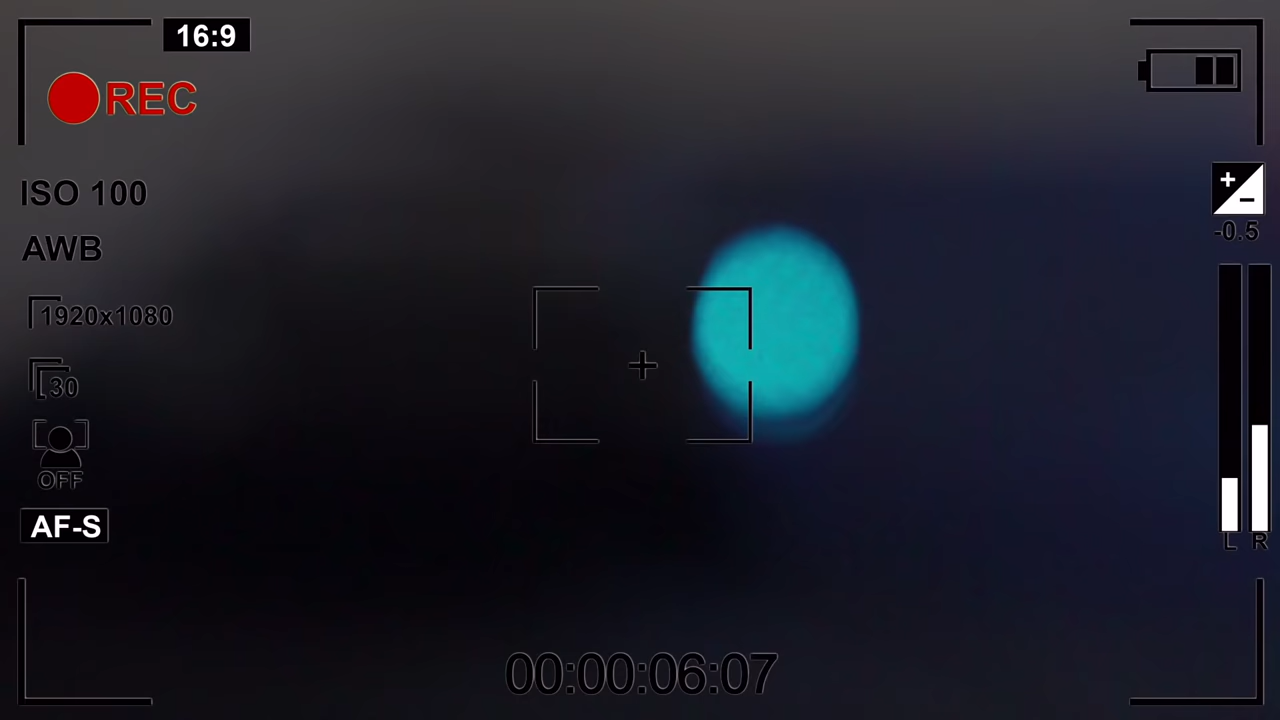 16:9
REC
ISO 100
AWB
-0.5
1920x1080
30
OFF
AF-S
L R
00:00:06:07